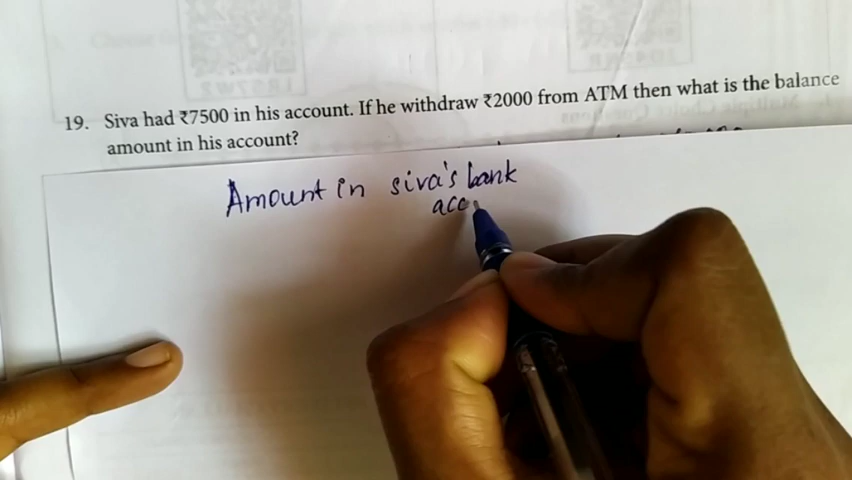 19. Siva had ₹7500 in his account. If he withdraw ₹2000 from ATM then what is the balance
amount in his account?
Amount in siva's bank
acc